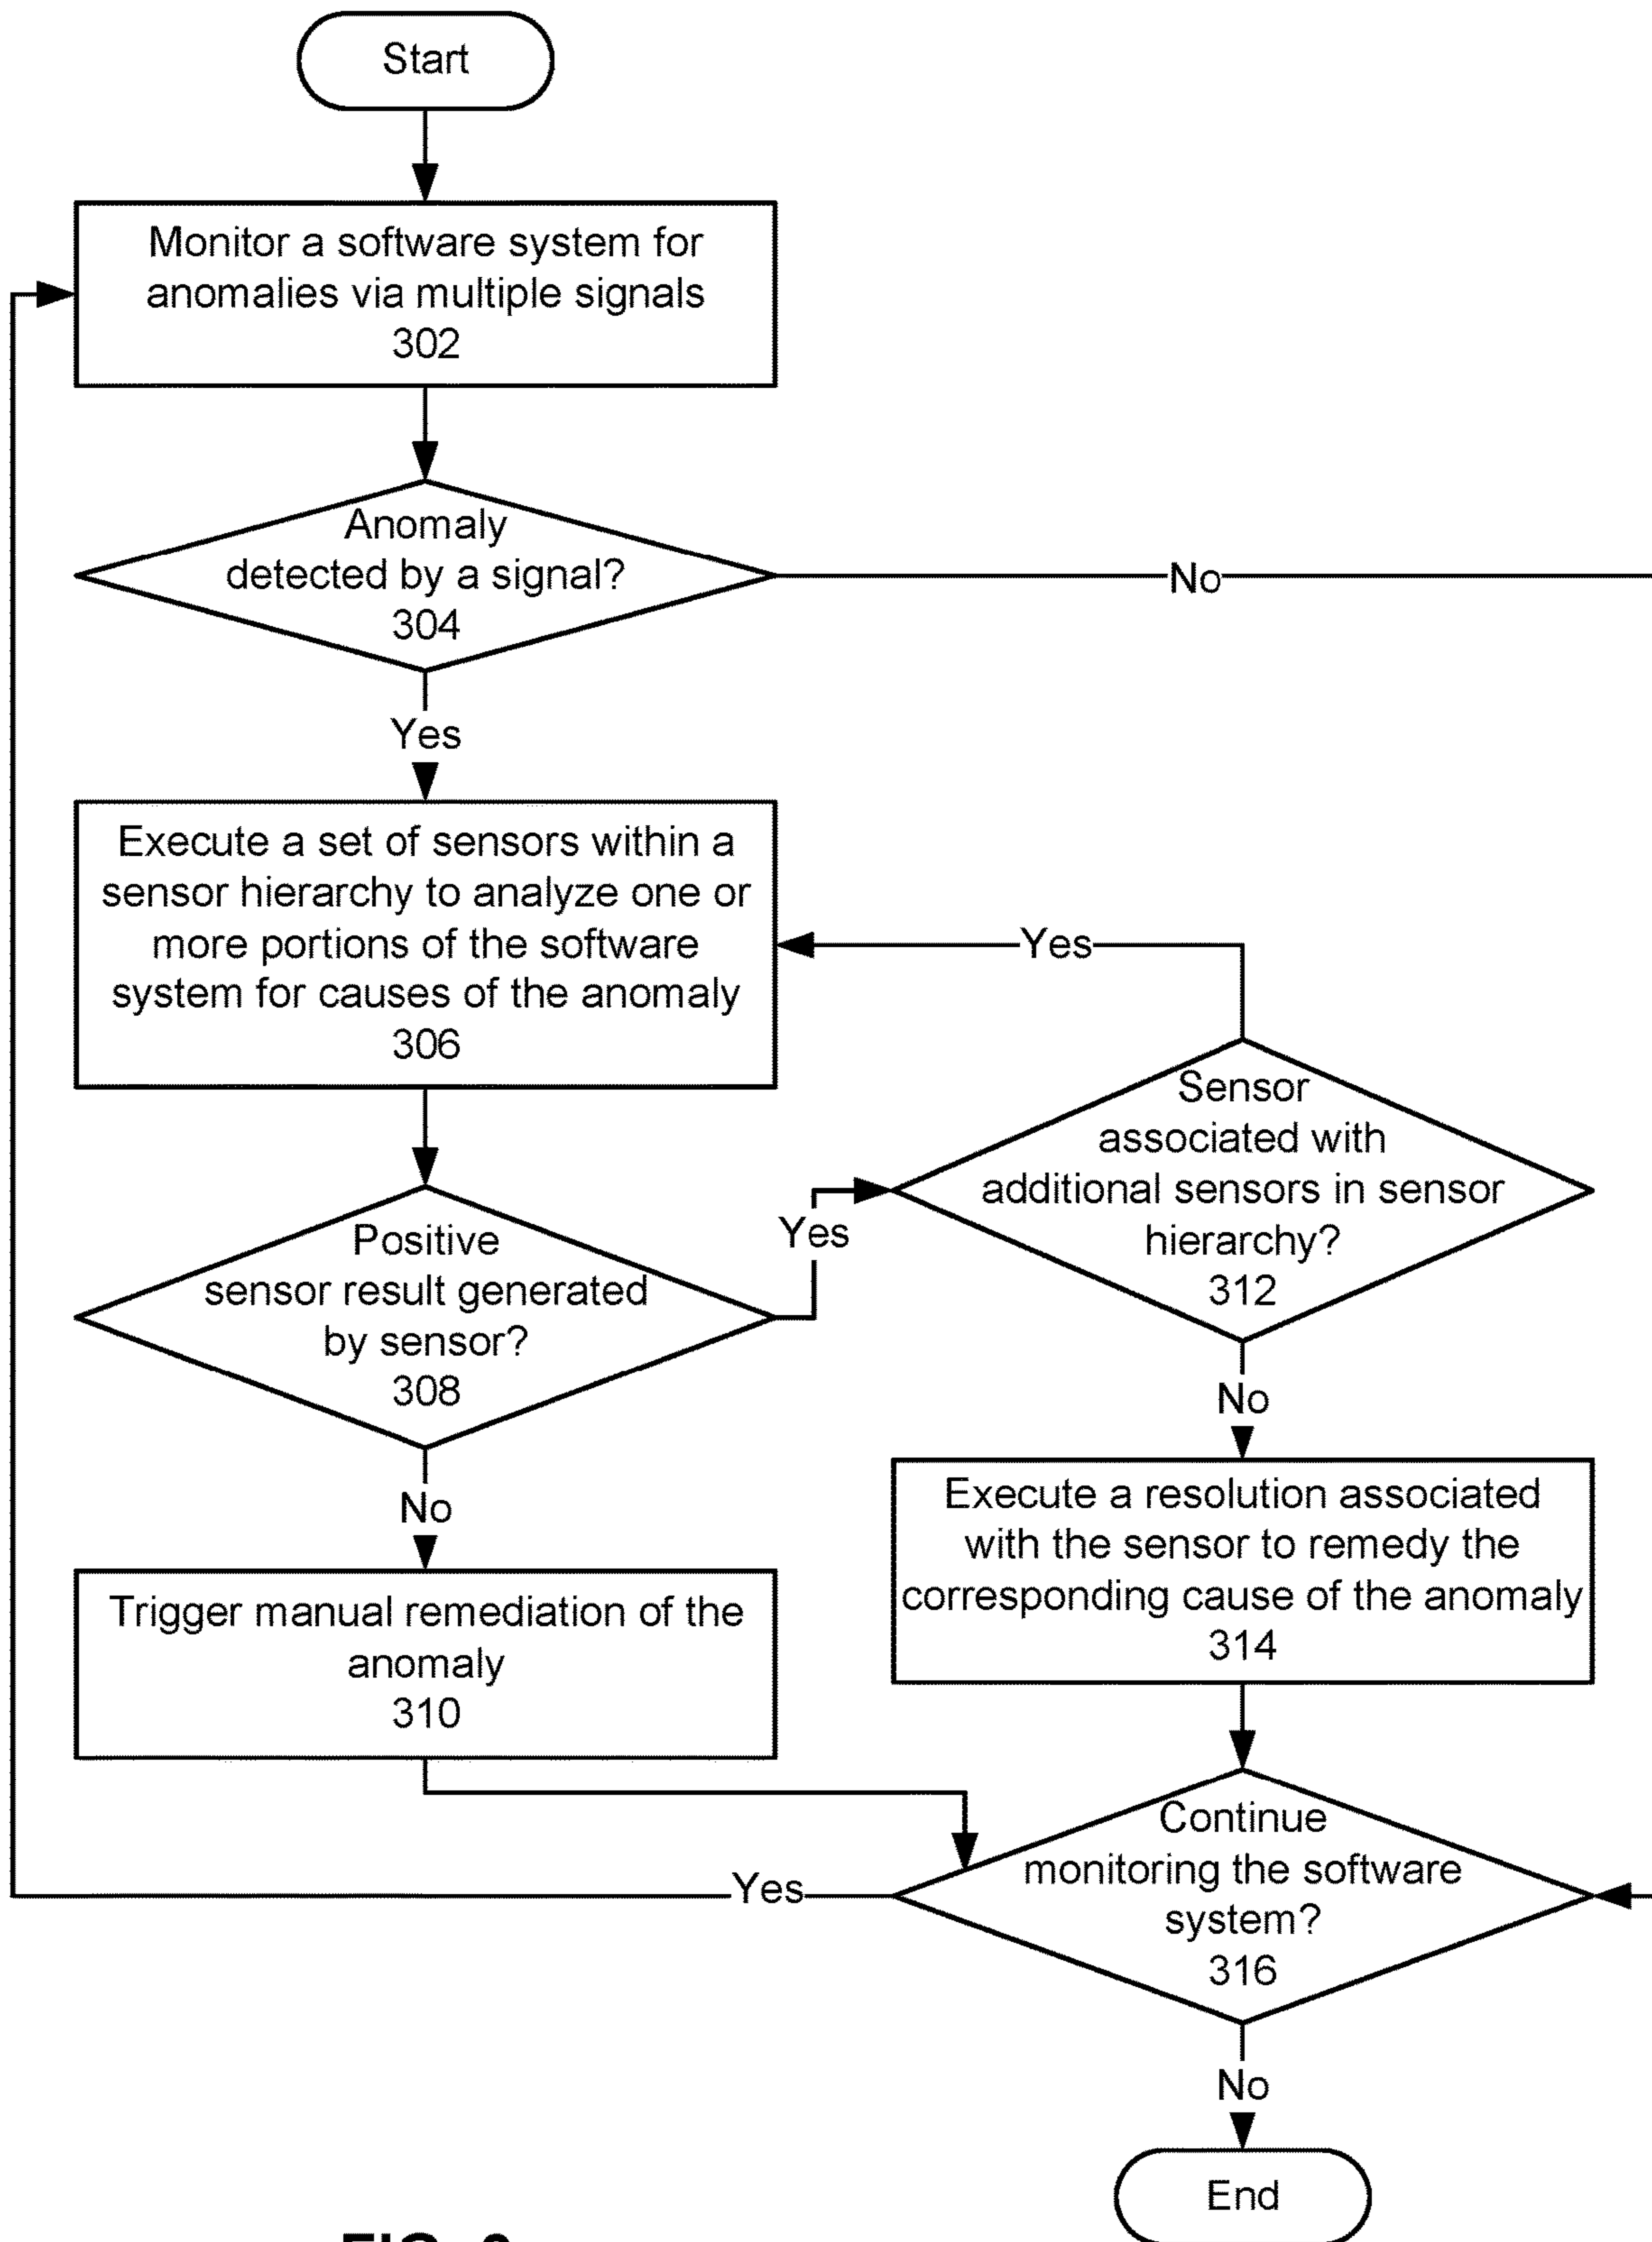 Start
Monitor a software system for
anomalies via multiple signals
302
Anomaly
detected by a signal?
304
No
Yes
Execute a set of sensors within a
sensor hierarchy to analyze one or
more portions of the software
system for causes of the anomaly
306
Yes
Sensor
associated with
additional sensors in sensor
hierarchy?
312
Yes
Positive
sensor result generated
by sensor?
308
No
No
Execute a resolution associated
with the sensor to remedy the
corresponding cause of the anomaly
314
Trigger manual remediation of the
anomaly
310
Continue
monitoring the software
system?
316
Yes
No
End